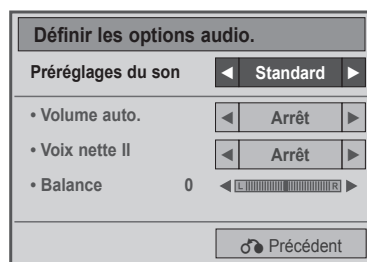 Définir les options audio.
Préréglages du son ◀ Standard ▶
• Volume auto. ◀ Arrêt ▶
• Voix nette II ◀ Arrêt ▶
• Balance 0 ◀ L R ▶
Précédent